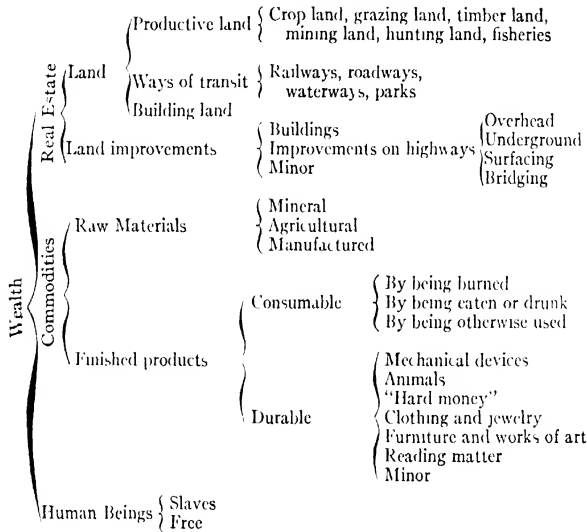 Wealth
Real Estate
Land
Productive land
Crop land, grazing land, timber land,
mining land, hunting land, fisheries
Ways of transit
Railways, roadways,
waterways, parks
Building land
Land improvements
Buildings
Improvements on highways
Overhead
Underground
Surfacing
Bridging
Minor
Commodities
Raw Materials
Mineral
Agricultural
Manufactured
Finished products
Consumable
By being burned
By being eaten or drunk
By being otherwise used
Durable
Mechanical devices
Animals
"Hard money"
Clothing and jewelry
Furniture and works of art
Reading matter
Minor
Human Beings
Slaves
Free